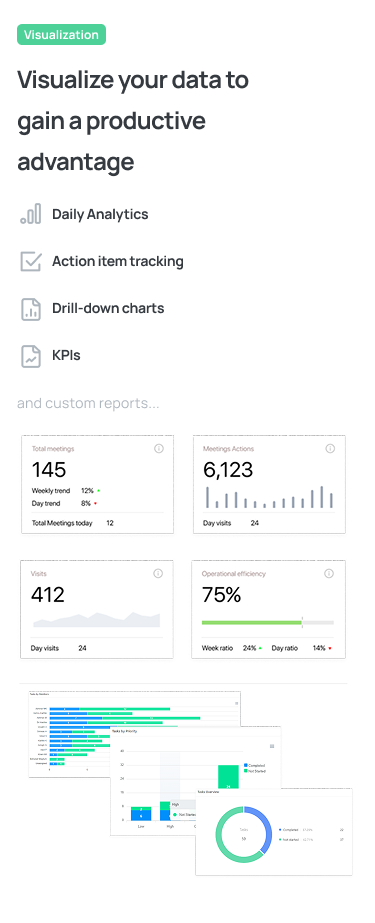 Visualization
Visualize your data to
gain a productive
advantage
Daily Analytics
Action item tracking
Drill-down charts
KPIs
and custom reports...
Total meetings
145
Weekly trend 12%
Day trend 8%
Total Meetings today 12
Meetings Actions
6,123
Day visits 24
Visits
412
Day visits 24
Operational efficiency
75%
Week ratio 24% Day ratio 14%
Tasks by Priority
Completed
Not Started
High
Not Started
Low
High
Tasks Overview
Tasks
Completed
Not started